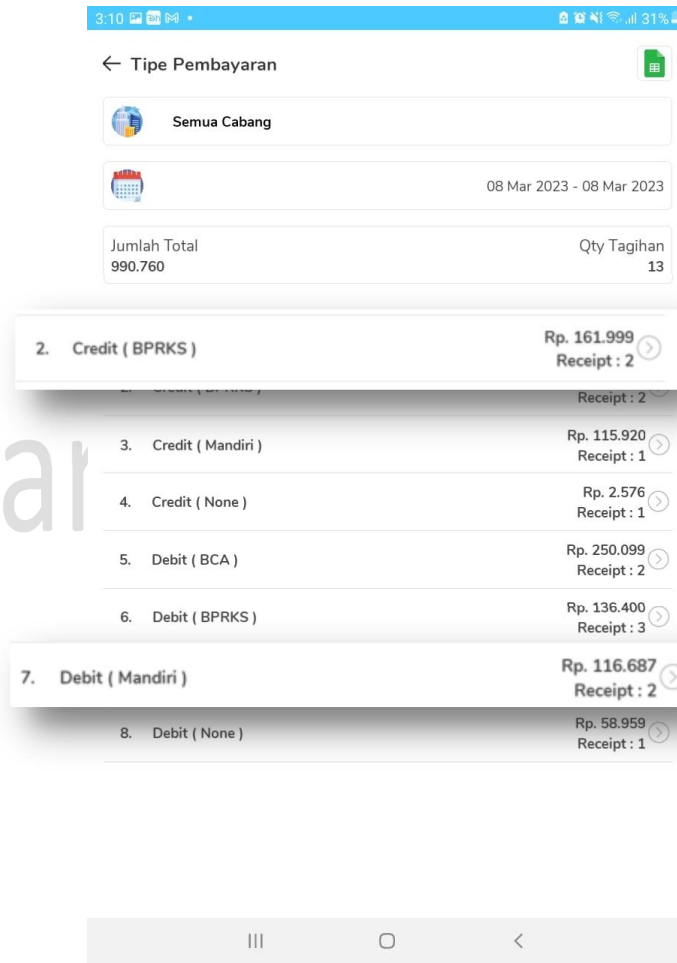 3:10
31%
Tipe Pembayaran
Semua Cabang
08 Mar 2023 - 08 Mar 2023
Jumlah Total
Qty Tagihan
990.760
13
2. Credit ( BPRKS )
Rp. 161.999
Receipt : 2
Receipt : 2
3. Credit ( Mandiri )
Rp. 115.920
Receipt : 1
4. Credit ( None )
Rp. 2.576
Receipt : 1
5. Debit ( BCA )
Rp. 250.099
Receipt : 2
6. Debit ( BPRKS )
Rp. 136.400
Receipt : 3
7. Debit ( Mandiri )
Rp. 116.687
Receipt : 2
8. Debit ( None )
Rp. 58.959
Receipt : 1